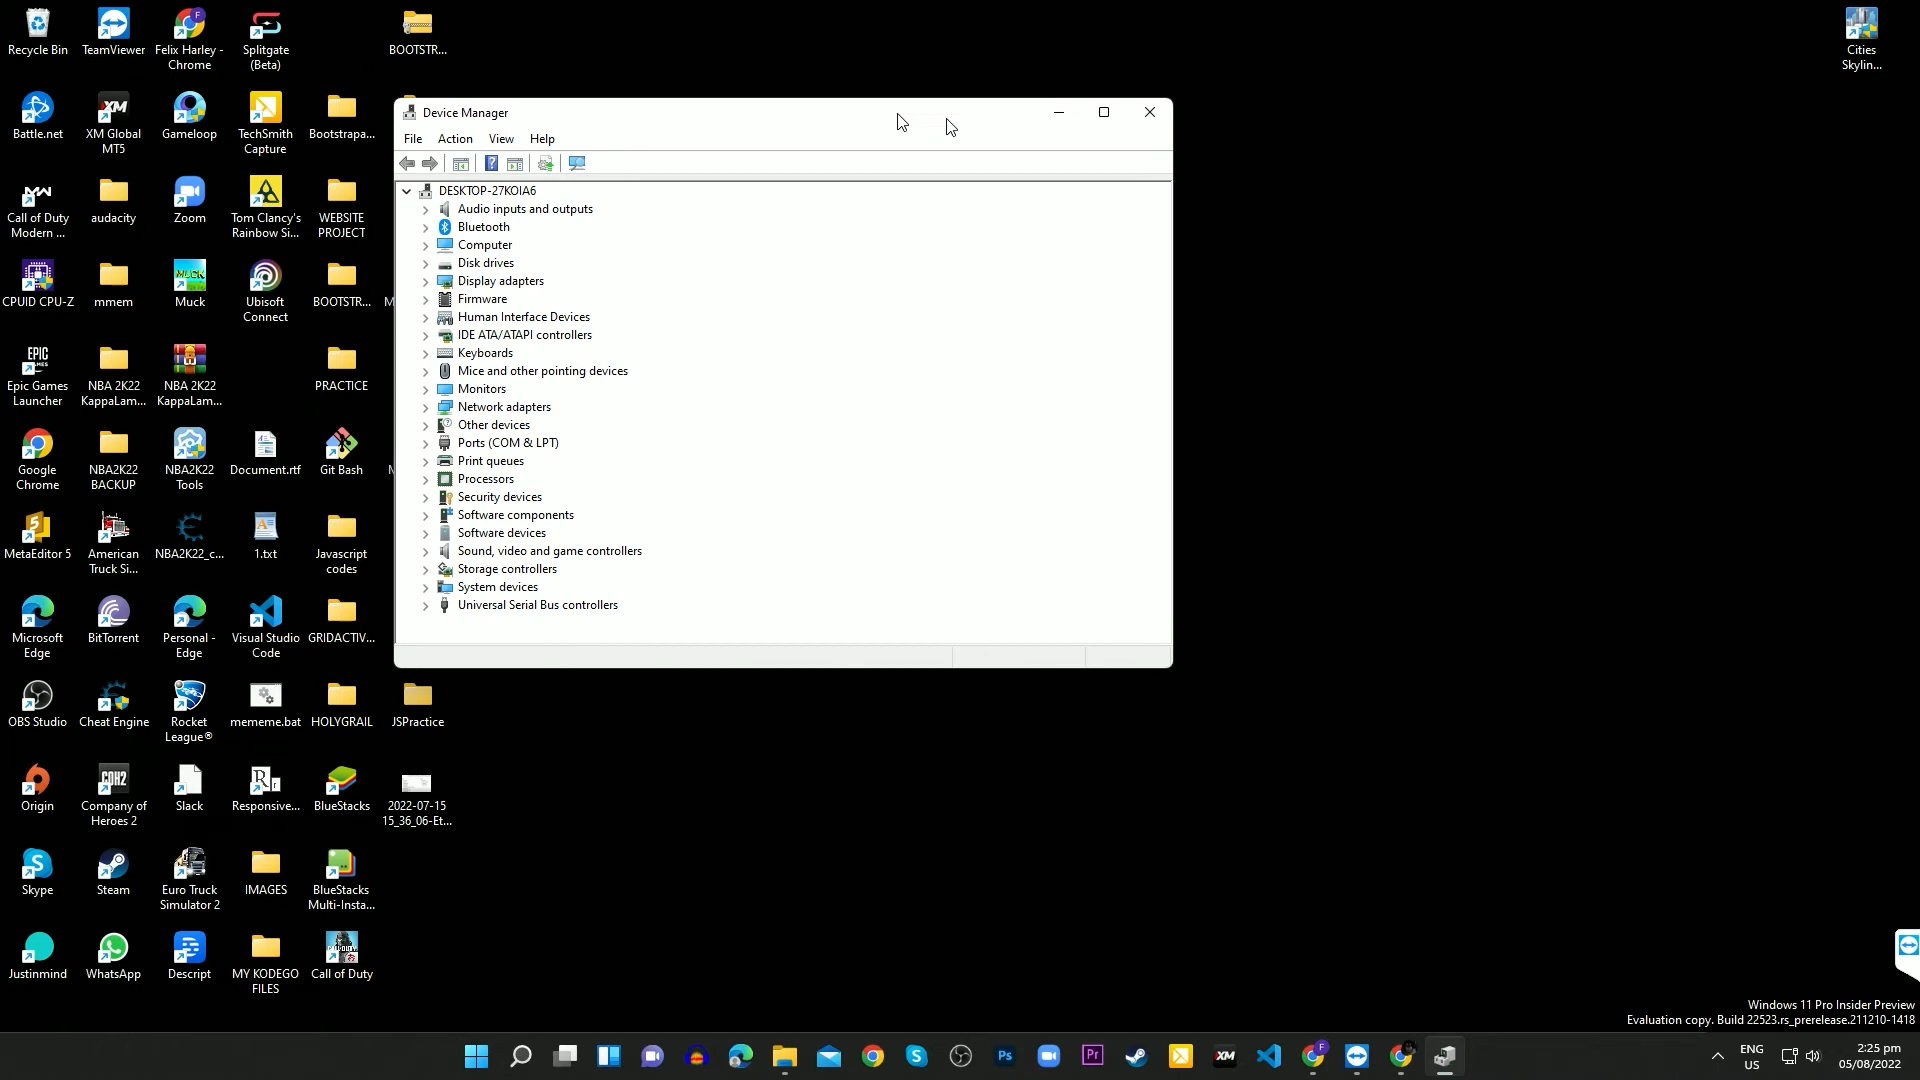 Recycle Bin
TeamViewer
Felix Harley -
Chrome
Splitgate
(Beta)
BOOTSTR...
Cities
Skylin...
Battle.net
XM Global
MT5
Gameloop
TechSmith
Capture
Bootstrapa...
Call of Duty
Modern ...
audacity
Zoom
Tom Clancy's
Rainbow Si...
WEBSITE
PROJECT
CPUID CPU-Z
mmem
Muck
Ubisoft
Connect
BOOTSTR...
Epic Games
Launcher
NBA 2K22
KappaLam...
NBA 2K22
KappaLam...
PRACTICE
Google
Chrome
NBA2K22
BACKUP
NBA2K22
Tools
Document.rtf
Git Bash
MetaEditor 5
American
Truck Si...
NBA2K22_c...
1.txt
Javascript
codes
Microsoft
Edge
BitTorrent
Personal -
Edge
Visual Studio
Code
GRIDACTIV...
OBS Studio
Cheat Engine
Rocket
League®
mememe.bat
HOLYGRAIL
JSPractice
Origin
Company of
Heroes 2
Slack
Responsive...
BlueStacks
2022-07-15
15_36_06-Et...
Skype
Steam
Euro Truck
Simulator 2
IMAGES
BlueStacks
Multi-Insta...
Justinmind
WhatsApp
Descript
MY KODEGO
FILES
Call of Duty
Device Manager
File Action View Help
DESKTOP-27KOIA6
Audio inputs and outputs
Bluetooth
Computer
Disk drives
Display adapters
Firmware
Human Interface Devices
IDE ATA/ATAPI controllers
Keyboards
Mice and other pointing devices
Monitors
Network adapters
Other devices
Ports (COM & LPT)
Print queues
Processors
Security devices
Software components
Software devices
Sound, video and game controllers
Storage controllers
System devices
Universal Serial Bus controllers
Windows 11 Pro Insider Preview
Evaluation copy. Build 22523.rs_prerelease.211210-1418
ENG
US
2:25 pm
05/08/2022